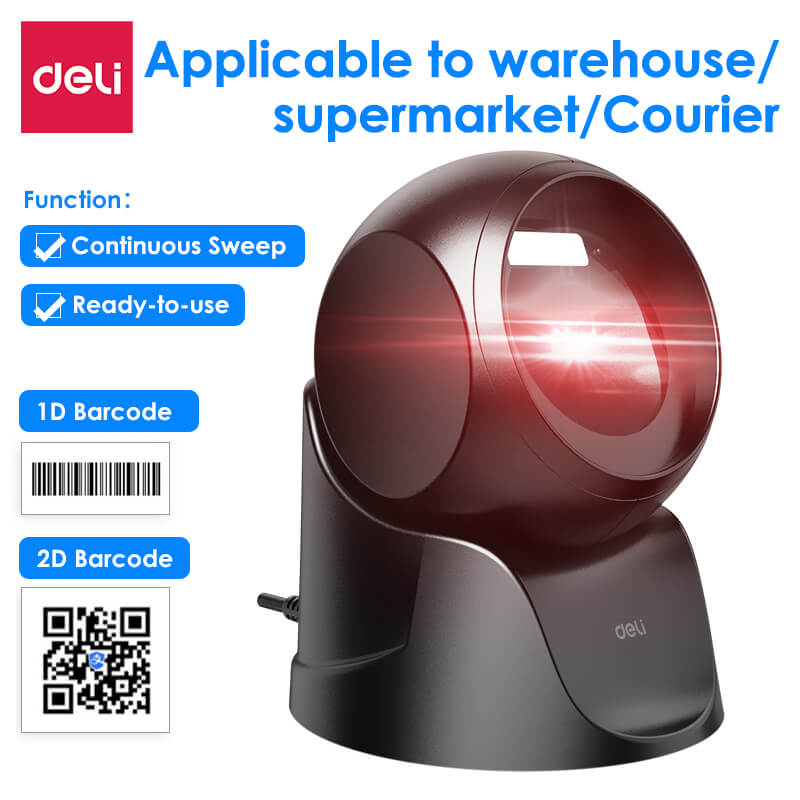 deli
Applicable to warehouse/
supermarket/Courier
Function：
Continuous Sweep
Ready-to-use
1D Barcode
2D Barcode
deli